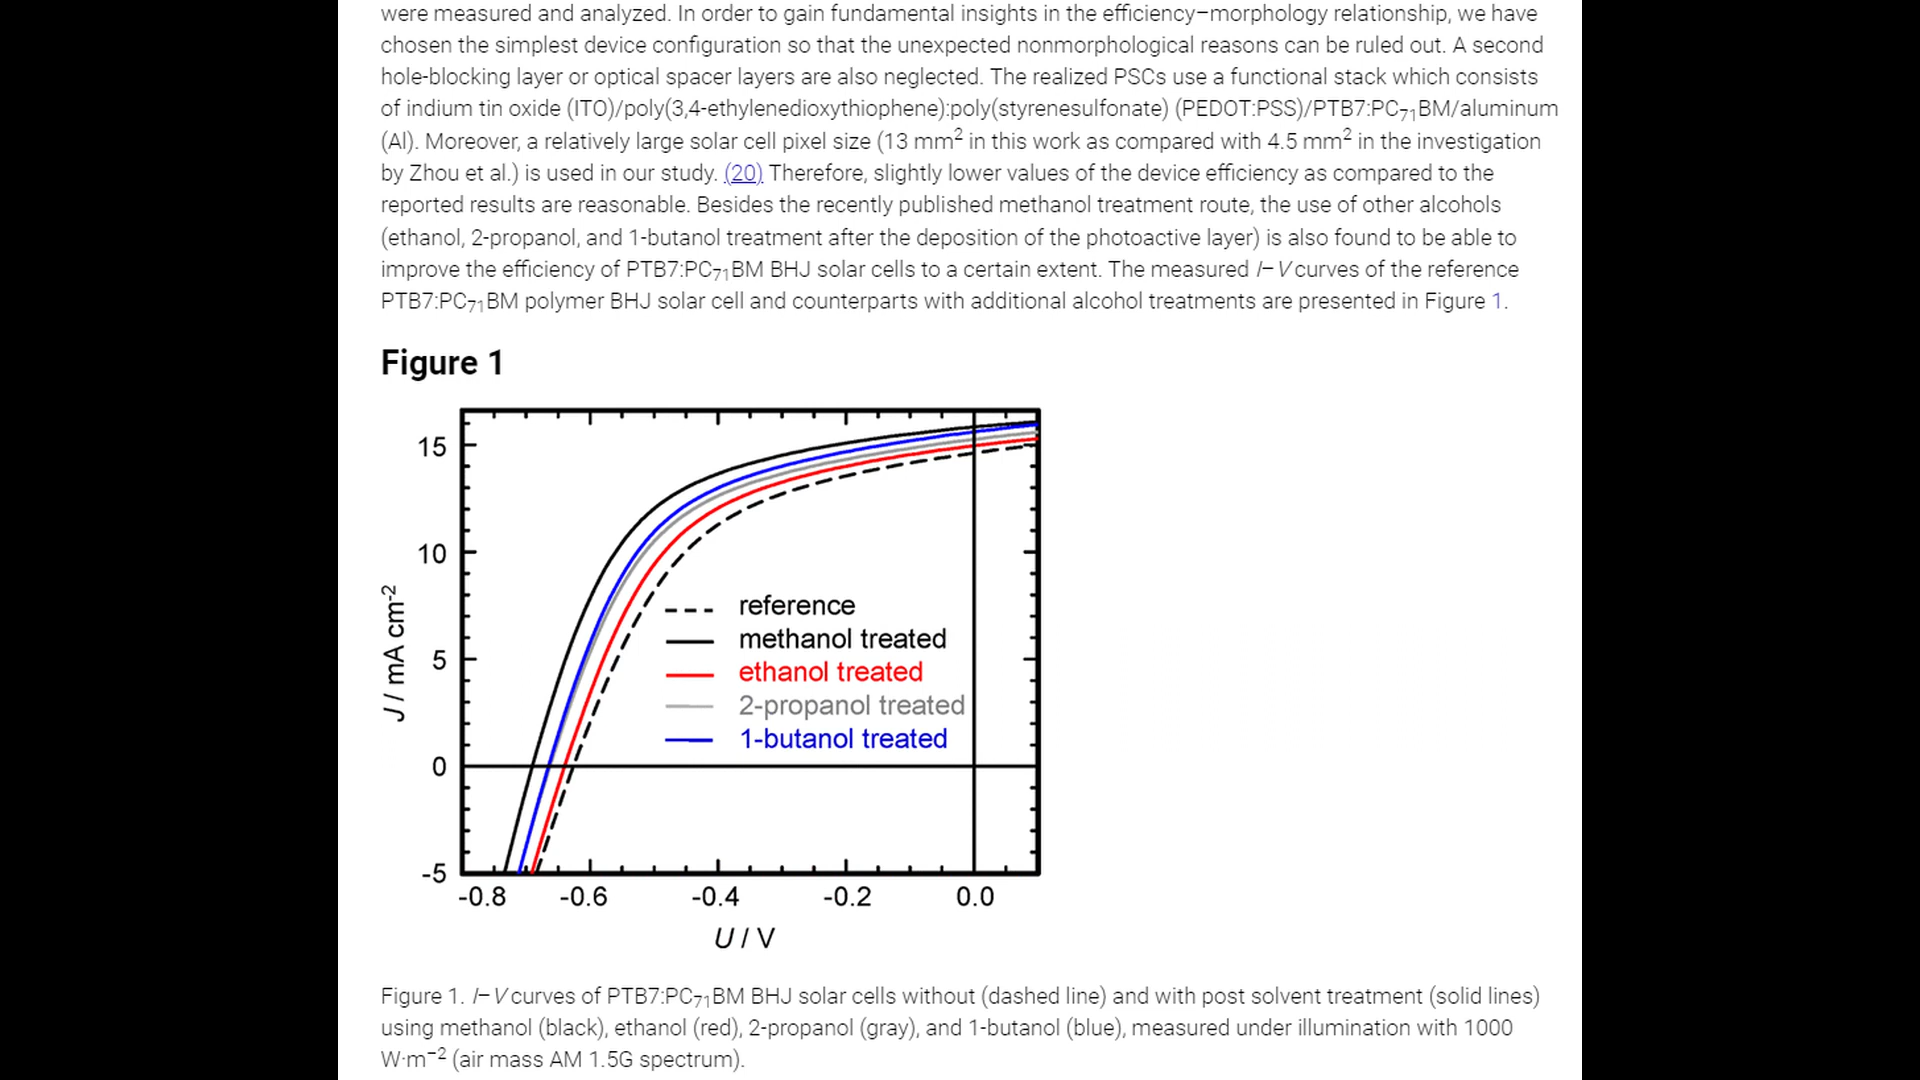 were measured and analyzed. In order to gain fundamental insights in the efficiency–morphology relationship, we have
chosen the simplest device configuration so that the unexpected nonmorphological reasons can be ruled out. A second
hole-blocking layer or optical spacer layers are also neglected. The realized PSCs use a functional stack which consists
of indium tin oxide (ITO)/poly(3,4-ethylenedioxythiophene):poly(styrenesulfonate) (PEDOT:PSS)/PTB7:PC₇₁BM/aluminum
(Al). Moreover, a relatively large solar cell pixel size (13 mm² in this work as compared with 4.5 mm² in the investigation
by Zhou et al.) is used in our study. (20) Therefore, slightly lower values of the device efficiency as compared to the
reported results are reasonable. Besides the recently published methanol treatment route, the use of other alcohols
(ethanol, 2-propanol, and 1-butanol treatment after the deposition of the photoactive layer) is also found to be able to
improve the efficiency of PTB7:PC₇₁BM BHJ solar cells to a certain extent. The measured I–V curves of the reference
PTB7:PC₇₁BM polymer BHJ solar cell and counterparts with additional alcohol treatments are presented in Figure 1.
Figure 1
15
10
5
0
-5
J / mA cm⁻²
reference
methanol treated
ethanol treated
2-propanol treated
1-butanol treated
-0.8 -0.6 -0.4 -0.2 0.0
U / V
Figure 1. I–V curves of PTB7:PC₇₁BM BHJ solar cells without (dashed line) and with post solvent treatment (solid lines)
using methanol (black), ethanol (red), 2-propanol (gray), and 1-butanol (blue), measured under illumination with 1000
W·m⁻² (air mass AM 1.5G spectrum).